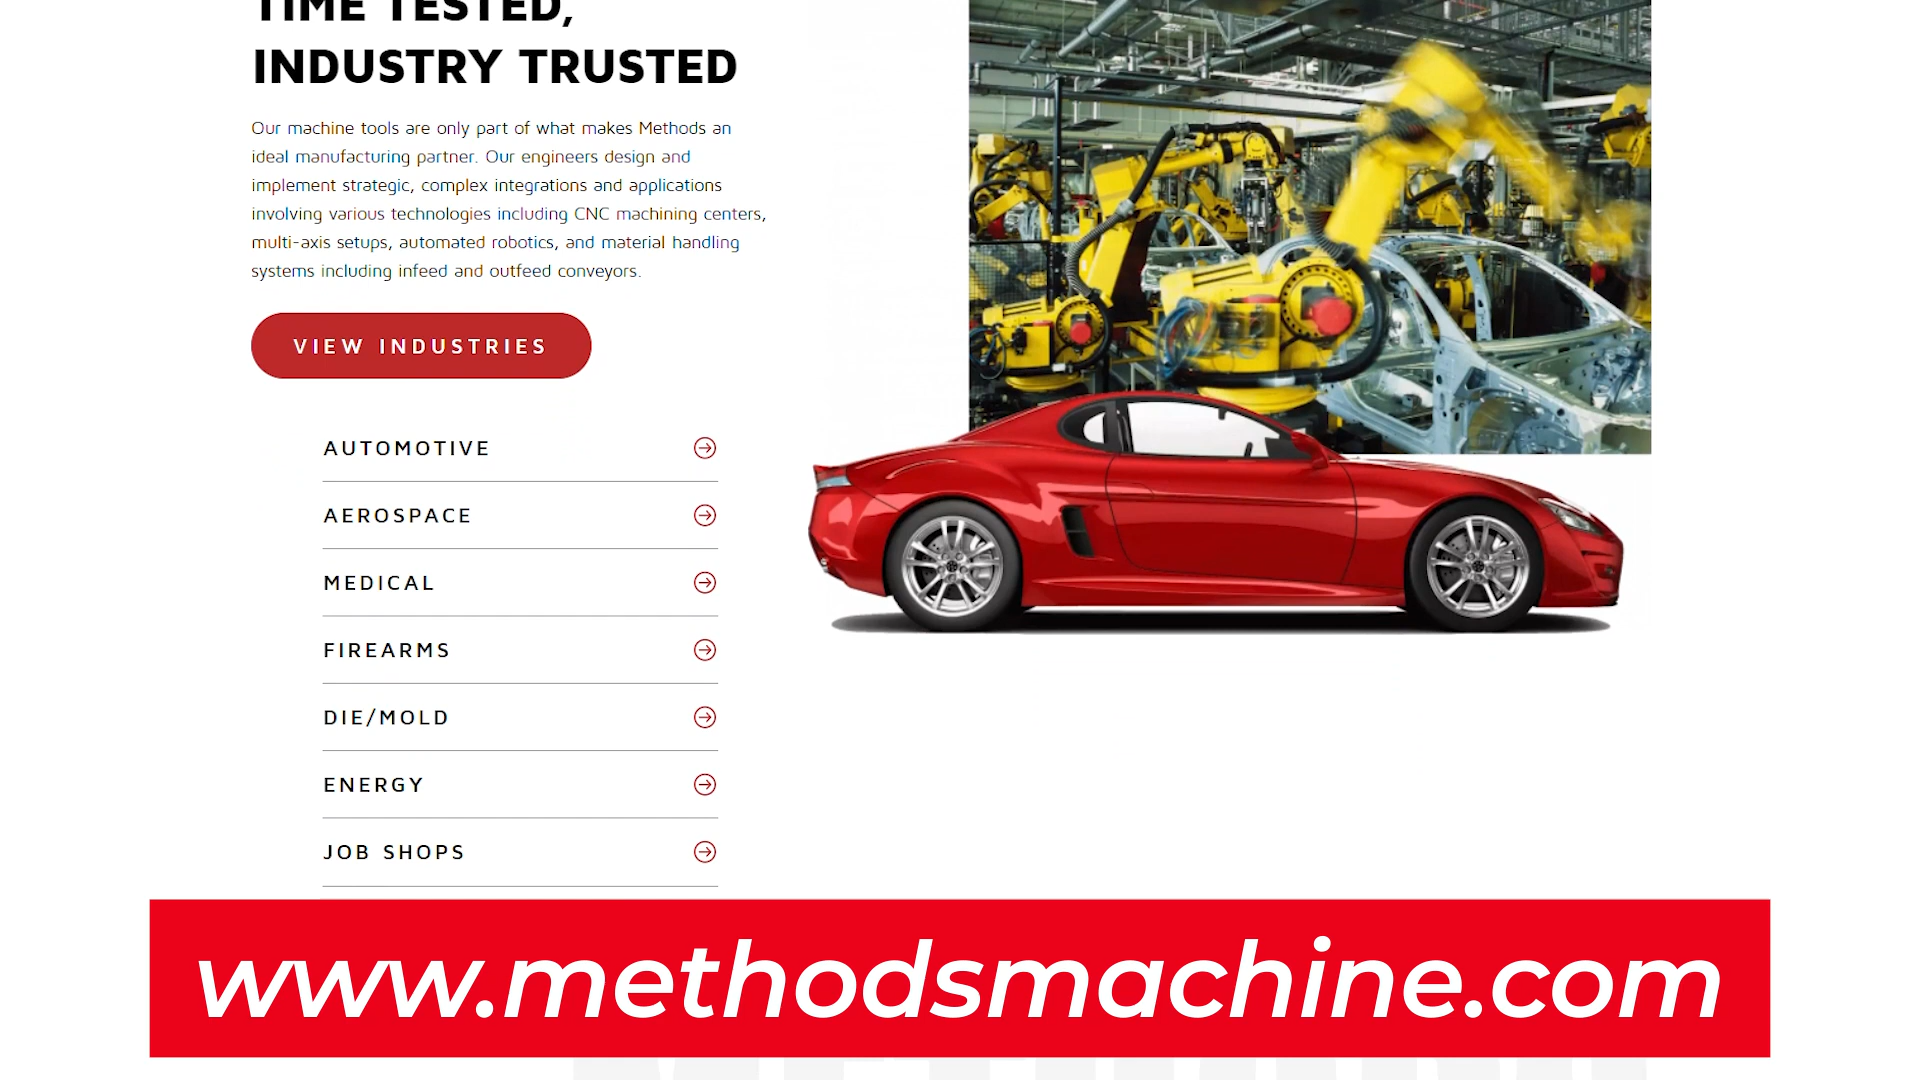 TIME TESTED,
INDUSTRY TRUSTED
Our machine tools are only part of what makes Methods an
ideal manufacturing partner. Our engineers design and
implement strategic, complex integrations and applications
involving various technologies including CNC machining centers,
multi-axis setups, automated robotics, and material handling
systems including infeed and outfeed conveyors.
VIEW INDUSTRIES
AUTOMOTIVE
AEROSPACE
MEDICAL
FIREARMS
DIE/MOLD
ENERGY
JOB SHOPS
www.methodsmachine.com